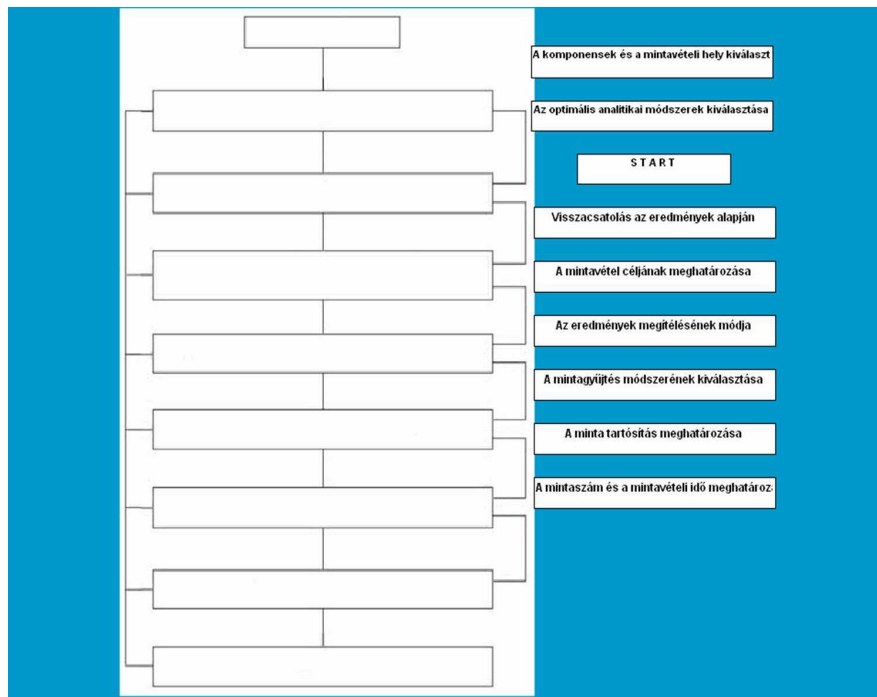 A komponensek és a mintavételi hely kiválaszt
Az optimális analitikai módszerek kiválasztása
S T A R T
Visszacsatolás az eredmények alapján
A mintavétel céljának meghatározása
Az eredmények megítélésének módja
A mintagyűjtés módszerének kiválasztása
A minta tartósítás meghatározása
A mintaszám és a mintavételi idő meghatároz